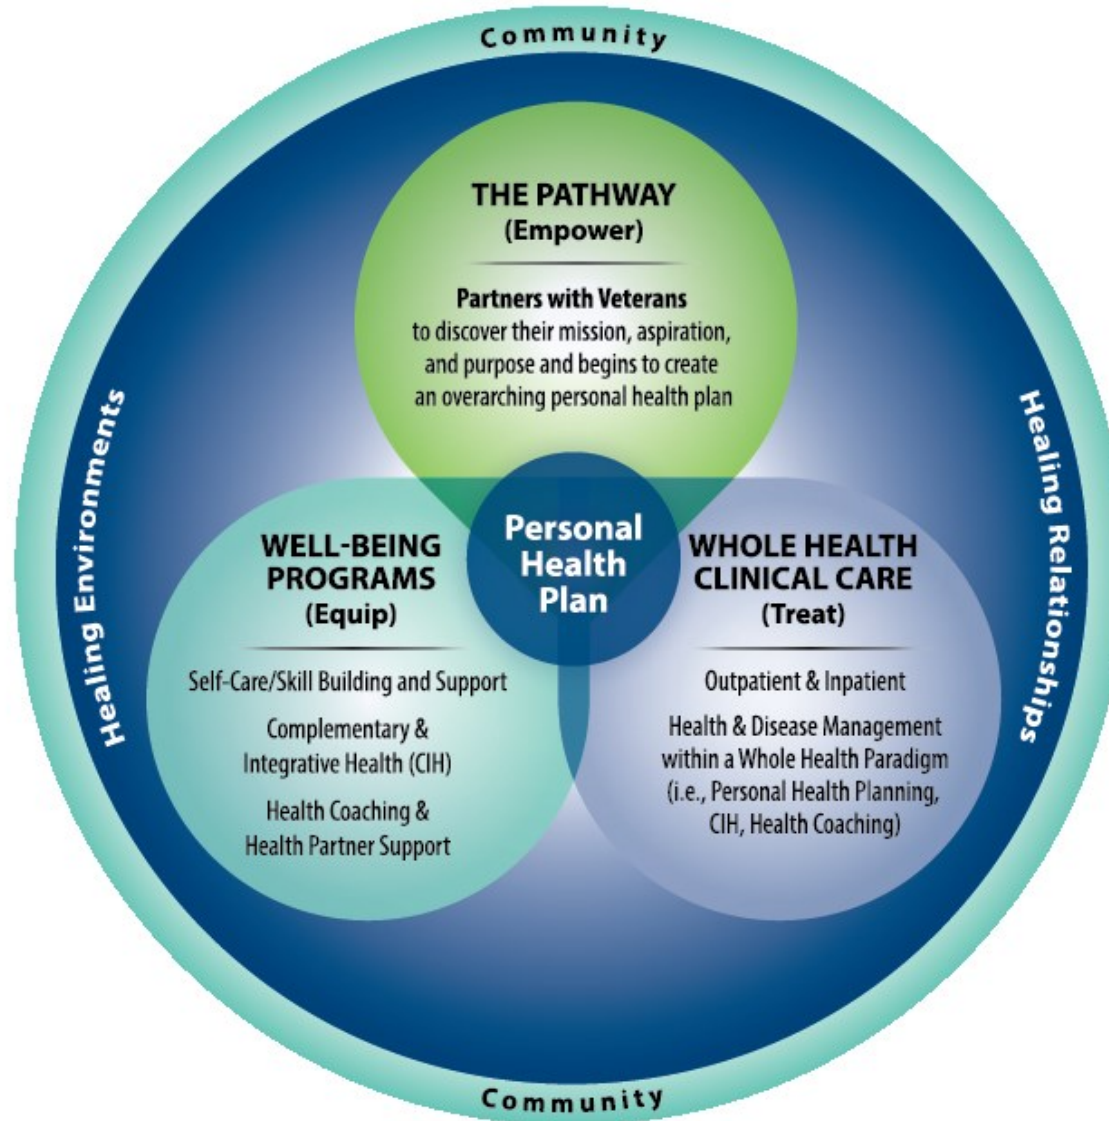 Community
THE PATHWAY
(Empower)
Partners with Veterans
to discover their mission, aspiration,
and purpose and begins to create
an overarching personal health plan
Healing Environments
Healing Relationships
Personal
Health
Plan
WELL-BEING
PROGRAMS
(Equip)
Self-Care/Skill Building and Support
Complementary &
Integrative Health (CIH)
Health Coaching &
Health Partner Support
WHOLE HEALTH
CLINICAL CARE
(Treat)
Outpatient & Inpatient
Health & Disease Management
within a Whole Health Paradigm
(i.e., Personal Health Planning,
CIH, Health Coaching)
Community